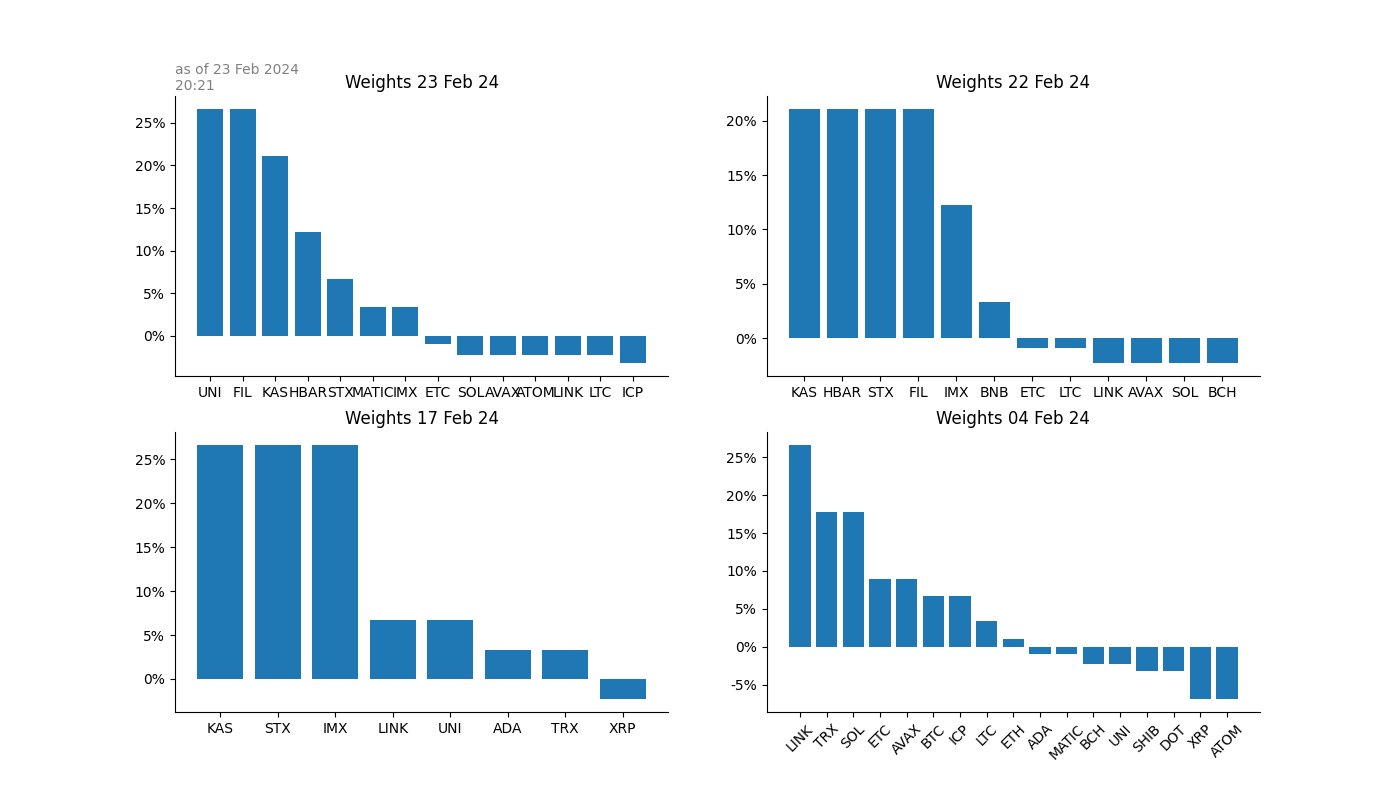 as of 23 Feb 2024
20:21
Weights 23 Feb 24
25%
20%
15%
10%
5%
0%
UNI FIL KAS HBAR STX MATIC IMX ETC SOL AVAX ATOM LINK LTC ICP
Weights 22 Feb 24
20%
15%
10%
5%
0%
KAS HBAR STX FIL IMX BNB ETC LTC LINK AVAX SOL BCH
Weights 17 Feb 24
25%
20%
15%
10%
5%
0%
KAS STX IMX LINK UNI ADA TRX XRP
Weights 04 Feb 24
25%
20%
15%
10%
5%
0%
-5%
LINK TRX SOL ETC AVAX BTC ICP LTC ETH ADA MATIC BCH UNI SHIB DOT XRP ATOM